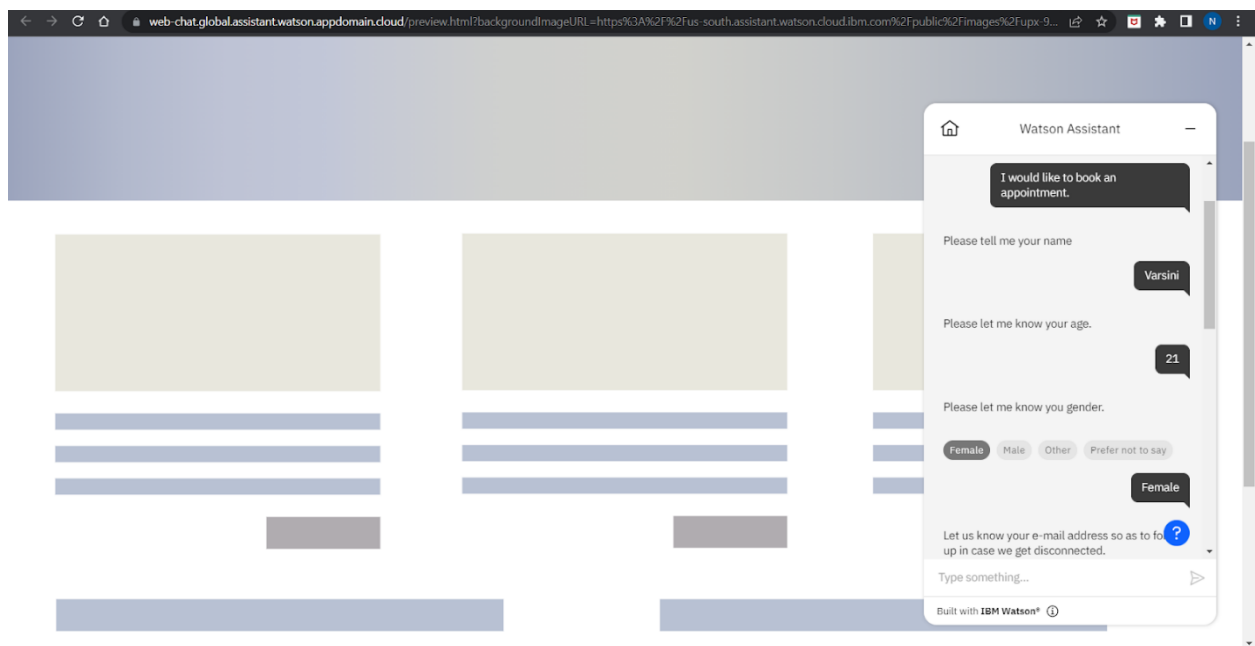 web-chat.global.assistant.watson.appdomain.cloud/preview.html?backgroundImageURL=https%3A%2F%2Fus-south.assistant.watson.cloud.ibm.com%2Fpublic%2Fimages%2Fupx-9...
N
Watson Assistant
I would like to book an
appointment.
Please tell me your name
Varsini
Please let me know your age.
21
Please let me know you gender.
Female Male Other Prefer not to say
Female
Let us know your e-mail address so as to fo
?
up in case we get disconnected.
Type something...
Built with IBM Watson®